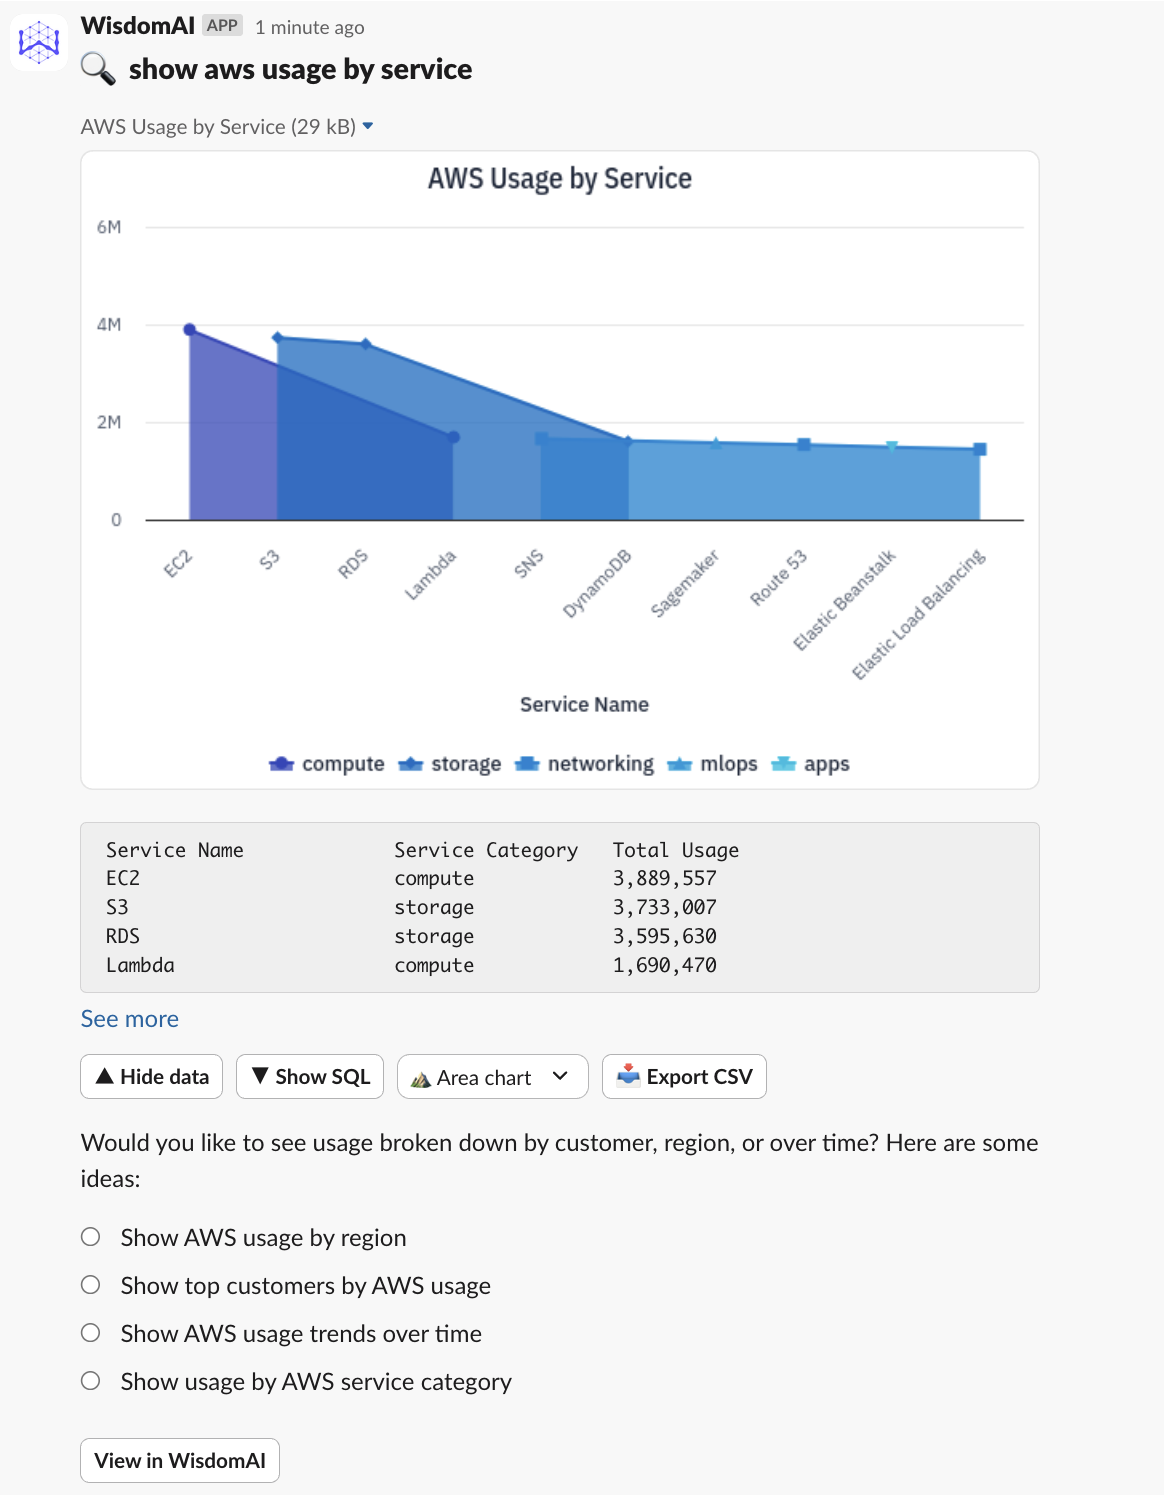 WisdomAI APP 1 minute ago
show aws usage by service
AWS Usage by Service (29 kB)
AWS Usage by Service
6M
4M
2M
0
EC2
S3
RDS
Lambda
SNS
DynamoDB
Sagemaker
Route 53
Elastic Beanstalk
Elastic Load Balancing
Service Name
compute storage networking mlops apps
Service Name Service Category Total Usage
EC2 compute 3,889,557
S3 storage 3,733,007
RDS storage 3,595,630
Lambda compute 1,690,470
See more
▲ Hide data ▼ Show SQL Area chart Export CSV
Would you like to see usage broken down by customer, region, or over time? Here are some
ideas:
Show AWS usage by region
Show top customers by AWS usage
Show AWS usage trends over time
Show usage by AWS service category
View in WisdomAI